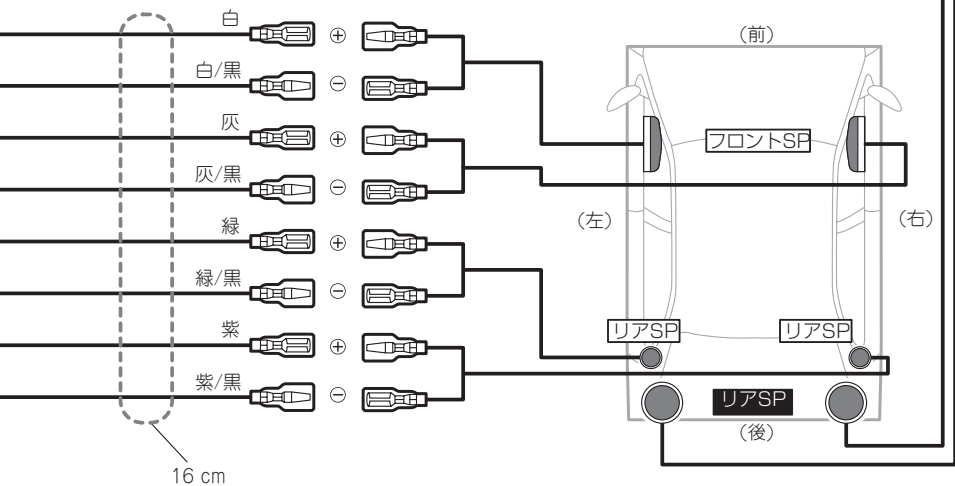 白
⊕
白/黒
⊖
灰
⊕
灰/黒
⊖
緑
⊕
緑/黒
⊖
紫
⊕
紫/黒
⊖
16 cm
(前)
フロントSP
(左)
(右)
リアSP
リアSP
リアSP
(後)